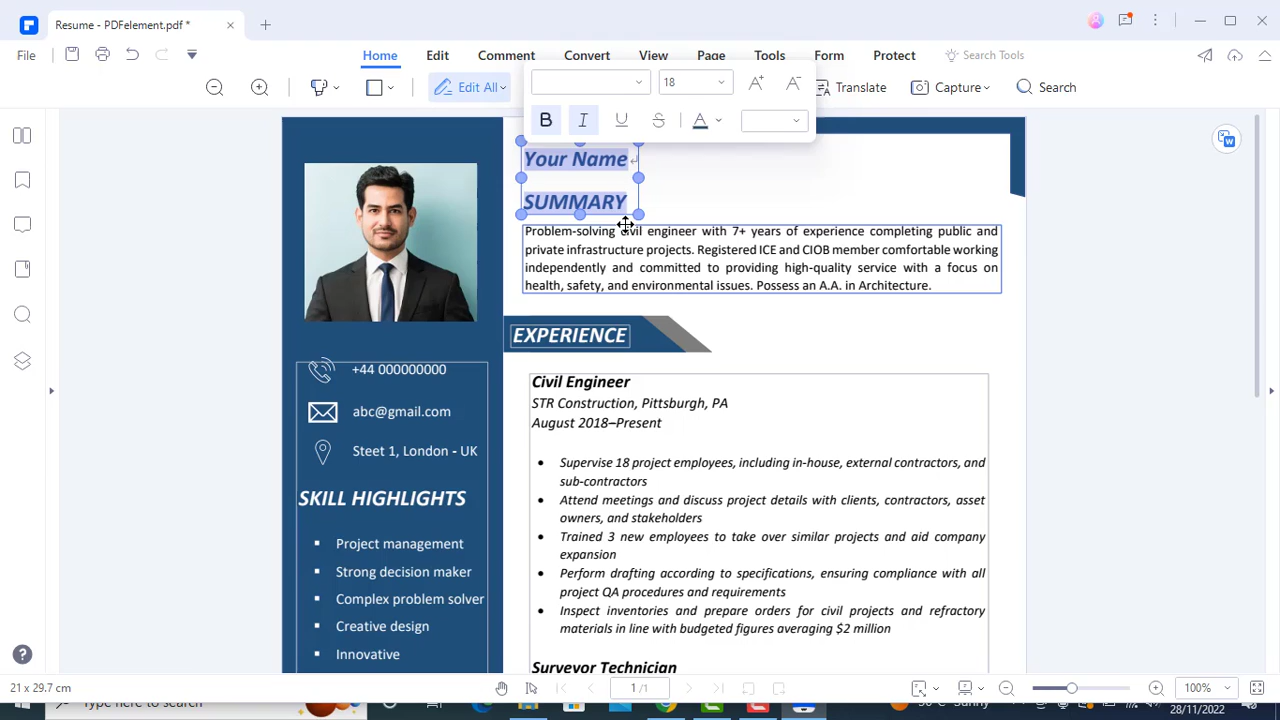 Resume - PDFelement.pdf *
File
Home
Edit
Comment
Convert
View
Page
Tools
Form
Protect
Search Tools
Edit All
18
B I U S A
Translate
Capture
Search
Your Name
SUMMARY
Problem-solving civil engineer with 7+ years of experience completing public and
private infrastructure projects. Registered ICE and CIOB member comfortable working
independently and committed to providing high-quality service with a focus on
health, safety, and environmental issues. Possess an A.A. in Architecture.
EXPERIENCE
Civil Engineer
STR Construction, Pittsburgh, PA
August 2018–Present
• Supervise 18 project employees, including in-house, external contractors, and
sub-contractors
• Attend meetings and discuss project details with clients, contractors, asset
owners, and stakeholders
• Trained 3 new employees to take over similar projects and aid company
expansion
• Perform drafting according to specifications, ensuring compliance with all
project QA procedures and requirements
• Inspect inventories and prepare orders for civil projects and refractory
materials in line with budgeted figures averaging $2 million
Surveyor Technician
+44 000000000
abc@gmail.com
Steet 1, London - UK
SKILL HIGHLIGHTS
▪ Project management
▪ Strong decision maker
▪ Complex problem solver
▪ Creative design
▪ Innovative
21 x 29.7 cm
1 /1
100%
Type here to search
30°C Sunny
28/11/2022